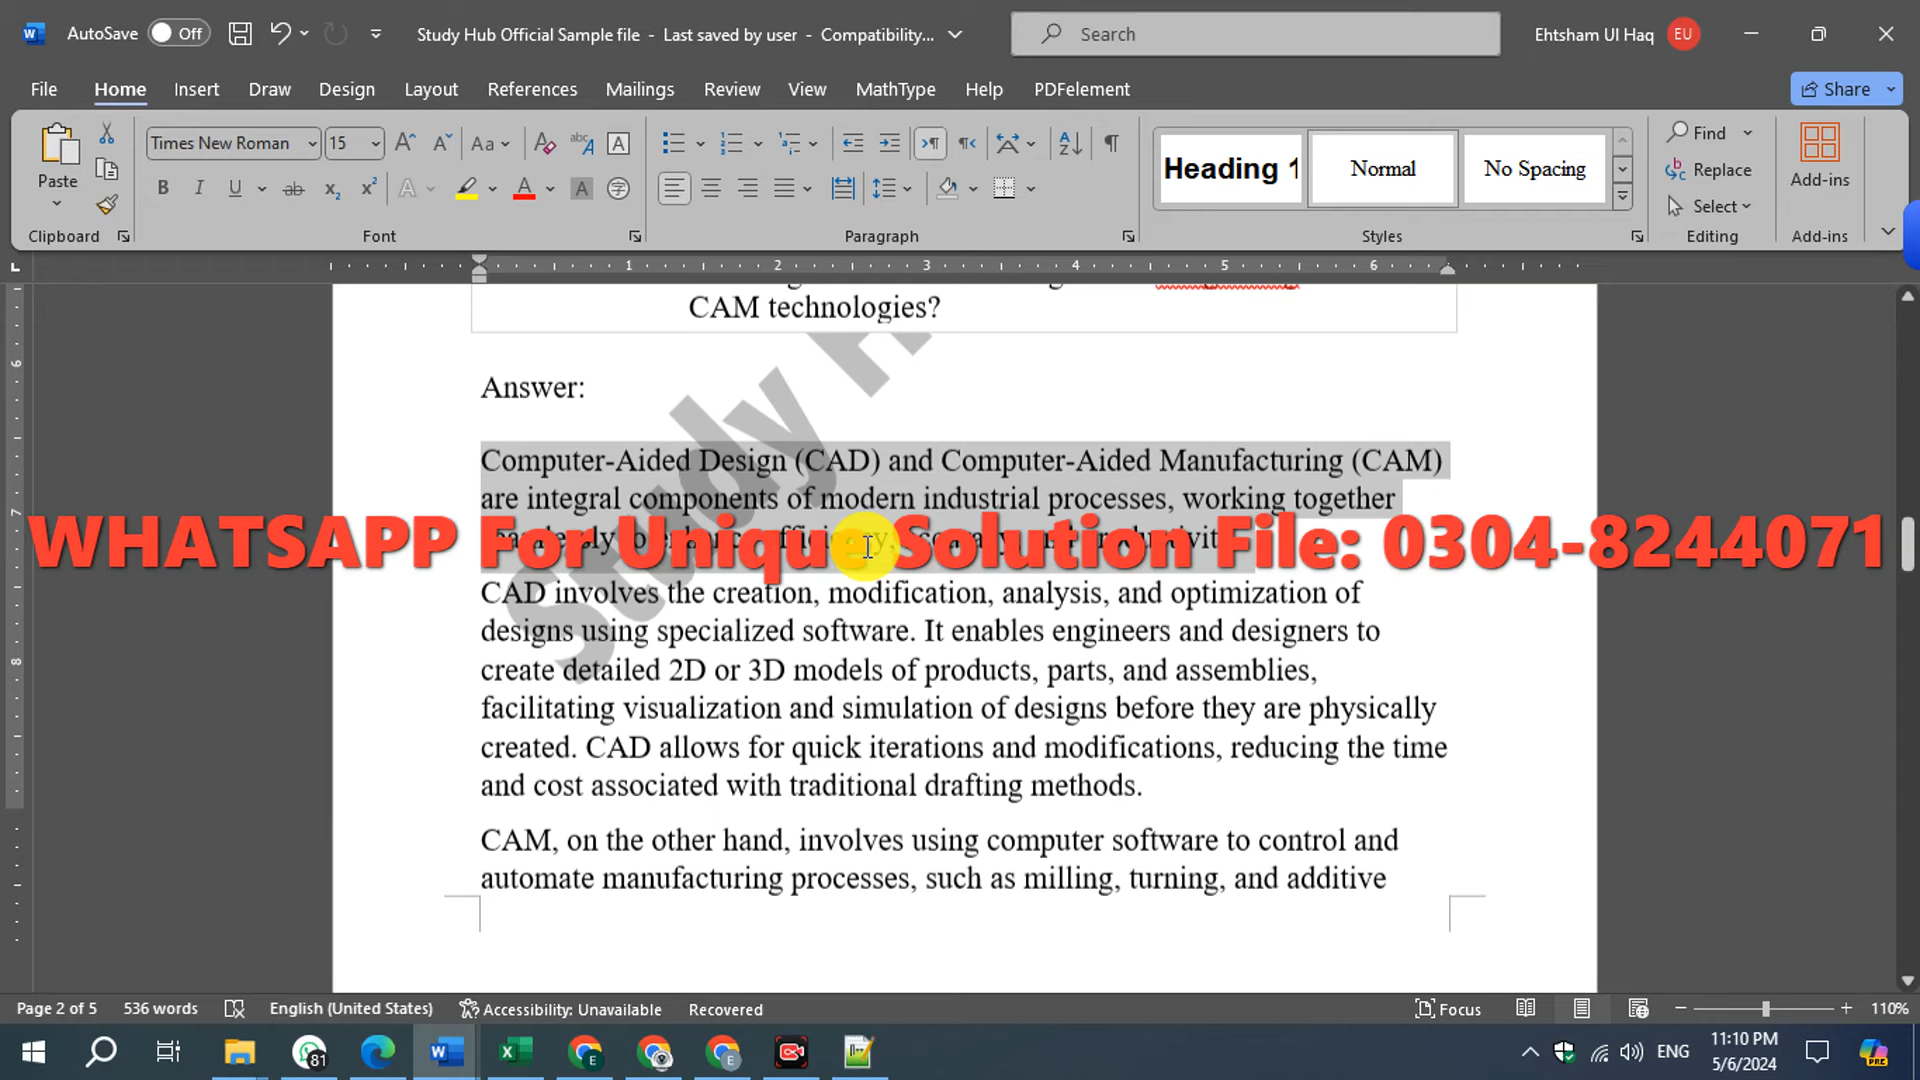 AutoSave Off Study Hub Official Sample file - Last saved by user - Compatibility... Search Ehtsham Ul Haq EU
File Home Insert Draw Design Layout References Mailings Review View MathType Help PDFelement Share
Times New Roman 15 Aa Heading 1 Normal No Spacing Find
Paste Replace
Add-ins
Select
Clipboard Font Paragraph Styles Editing Add-ins
1 2 3 4 5 6
CAM technologies?
Answer:
Computer-Aided Design (CAD) and Computer-Aided Manufacturing (CAM)
are integral components of modern industrial processes, working together
WHATSAPP For Unique Solution File: 0304-8244071
CAD involves the creation, modification, analysis, and optimization of
designs using specialized software. It enables engineers and designers to
create detailed 2D or 3D models of products, parts, and assemblies,
facilitating visualization and simulation of designs before they are physically
created. CAD allows for quick iterations and modifications, reducing the time
and cost associated with traditional drafting methods.
CAM, on the other hand, involves using computer software to control and
automate manufacturing processes, such as milling, turning, and additive
Study
Page 2 of 5 536 words English (United States) Accessibility: Unavailable Recovered Focus 110%
81 ENG 11:10 PM
5/6/2024